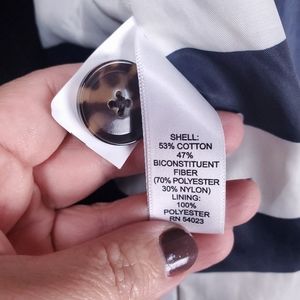 SHELL:
53% COTTON
47%
BICONSTITUENT
FIBER
(70% POLYESTER
30% NYLON)
LINING:
100%
POLYESTER
RN 54023